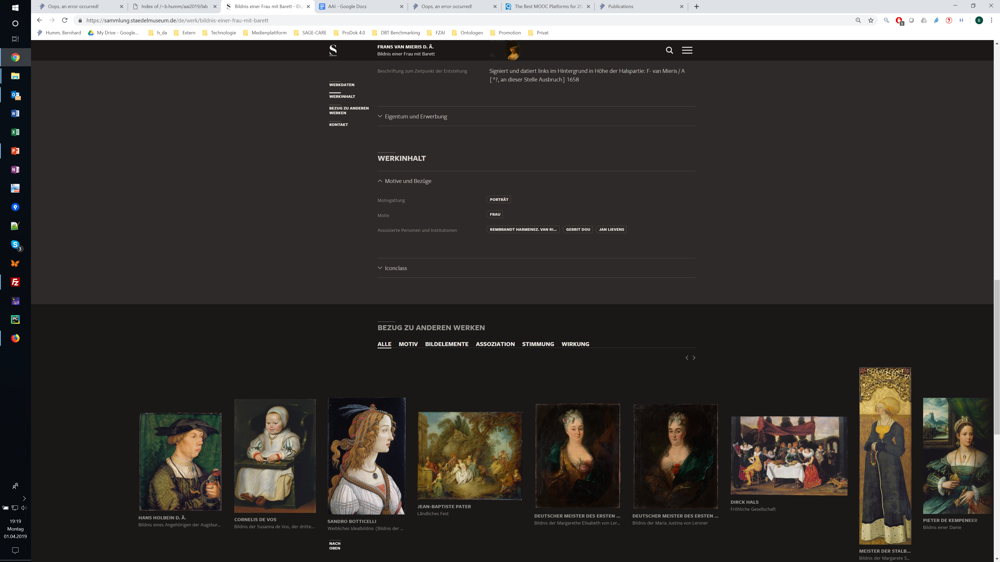 Oops, an error occurred!
Index of /~b.humm/aai2019/lab
Bildnis einer Frau mit Barett - Dig
AAI - Google Docs
Oops, an error occurred!
The Best MOOC Platforms for 20
Publications
https://sammlung.staedelmuseum.de/de/werk/bildnis-einer-frau-mit-barett
1
B
Humm, Bernhard
My Drive - Google...
h_da
Extern
Technologie
Medienplattform
SAGE-CARE
ProDok 4.0
DBT Benchmarking
FZAI
Ontologen
Promotion
Privat
S
FRANS VAN MIERIS D. Ä.
Bildnis einer Frau mit Barett
ÖL
Beschriftung zum Zeitpunkt der Entstehung
Signiert und datiert links im Hintergrund in Höhe der Halspartie: F· van Mieris / A
[°?, an dieser Stelle Ausbruch] 1658
WERKDATEN
WERKINHALT
BEZUG ZU ANDEREN
WERKEN
KONTAKT
Eigentum und Erwerbung
WERKINHALT
Motive und Bezüge
Motivgattung
PORTRÄT
Motiv
FRAU
Assoziierte Personen und Institutionen
REMBRANDT HARMENSZ. VAN RI...
GERRIT DOU
JAN LIEVENS
Iconclass
BEZUG ZU ANDEREN WERKEN
ALLE MOTIV BILDELEMENTE ASSOZIATION STIMMUNG WIRKUNG
HANS HOLBEIN D. Ä.
Bildnis eines Angehörigen der Augsbur...
CORNELIS DE VOS
Bildnis der Susanna de Vos, der dritte...
SANDRO BOTTICELLI
Weibliches Idealbildnis (Bildnis der ...
JEAN-BAPTISTE PATER
Ländliches Fest
DEUTSCHER MEISTER DES ERSTEN ...
Bildnis der Margarethe Elisabeth von Ler...
DEUTSCHER MEISTER DES ERSTEN ...
Bildnis der Maria Justina von Lersner
DIRCK HALS
Fröhliche Gesellschaft
MEISTER DER STALB...
Bildnis der Margarete S...
PIETER DE KEMPENEER
Bildnis einer Dame
NACH
OBEN
3
19:19
Montag
01.04.2019